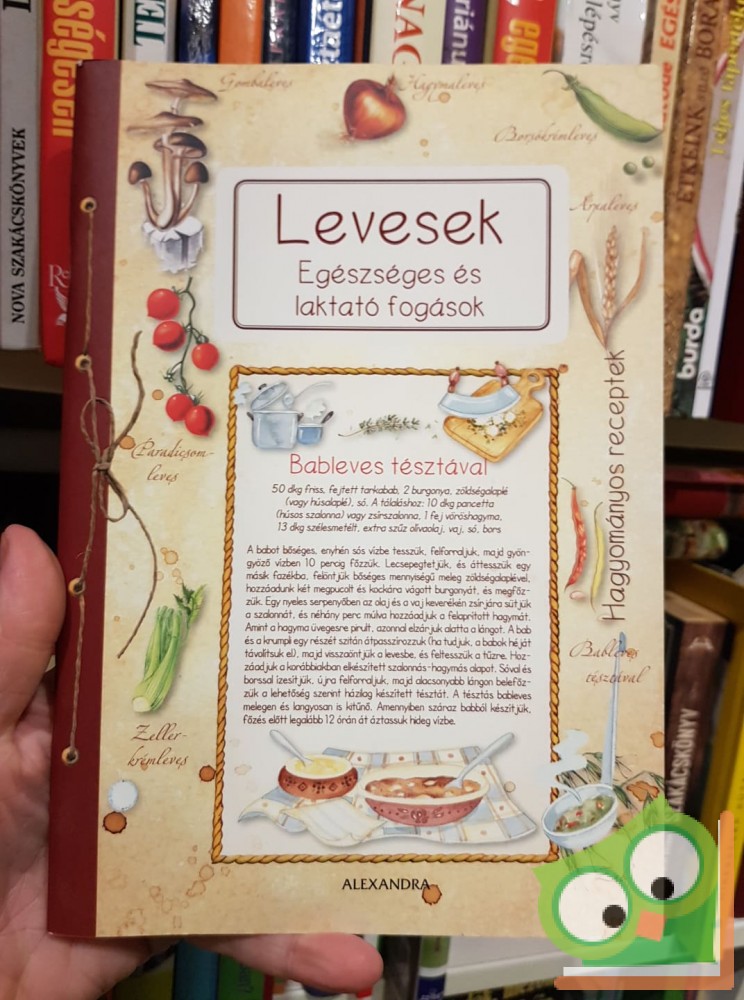 NOVA SZAKÁCSKÖNYVEK
Gombaleves
Hagymaleves
Borsókrémleves
Árpaleves
Levesek
Egészséges és
laktató fogások
Hagyományos receptek
Paradicsom-
leves
Bableves tésztával
50 dkg friss, fejtett tarkabab, 2 burgonya, zöldségalaplé
(vagy húsalaplé), só. A tálaláshoz: 10 dkg pancetta
(húsos szalonna) vagy zsírszalonna, 1 fej vöröshagyma,
13 dkg szélesmetélt, extra szűz olívaolaj, vaj, só, bors
A babot bőséges, enyhén sós vízbe tesszük, felforraljuk, majd gyön-
gyöző vízben 10 percig főzzük. Lecsepegtetjük, és áttesszük egy
másik fazékba, felöntjük bőséges mennyiségű meleg zöldségalaplével,
hozzáadunk két megpucolt és kockára vágott burgonyát, és megfőz-
zük. Egy nyeles serpenyőben az olaj és a vaj keverékén zsírjára sütjük
a szalonnát, és néhány perc múlva hozzáadjuk a felaprított hagymát.
Amint a hagyma üvegesre pirult, azonnal elzárjuk alatta a lángot. A bab
és a krumpli egy részét szitán átpasszírozzuk (ha tudjuk, a babok héját
távolítsuk el), majd visszaöntjük a levesbe, és feltesszük a tűzre. Hoz-
záadjuk a korábbiakban elkészített szalonnás-hagymás alapot. Sóval és
borssal ízesítjük, újra felforraljuk, majd alacsonyabb lángon belefőz-
zük a lehetőség szerint házilag készített tésztát. A tésztás bableves
melegen és langyosan is kitűnő. Amennyiben száraz babból készítjük,
főzés előtt legalább 12 órán át áztassuk hideg vízbe.
Bableves
tésztával
Zeller-
krémleves
ALEXANDRA
burda
ÉTKEINK